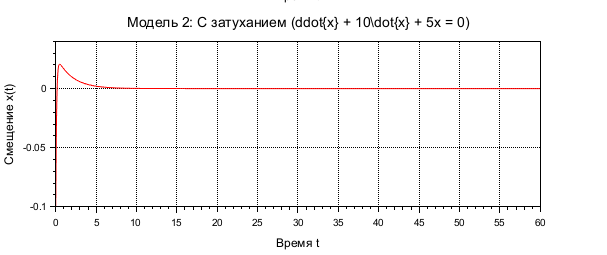 Модель 2: С затуханием (ddot{x} + 10\dot{x} + 5x = 0)
Смещение x(t)
0
-0.05
-0.1
0 5 10 15 20 25 30 35 40 45 50 55 60
Время t